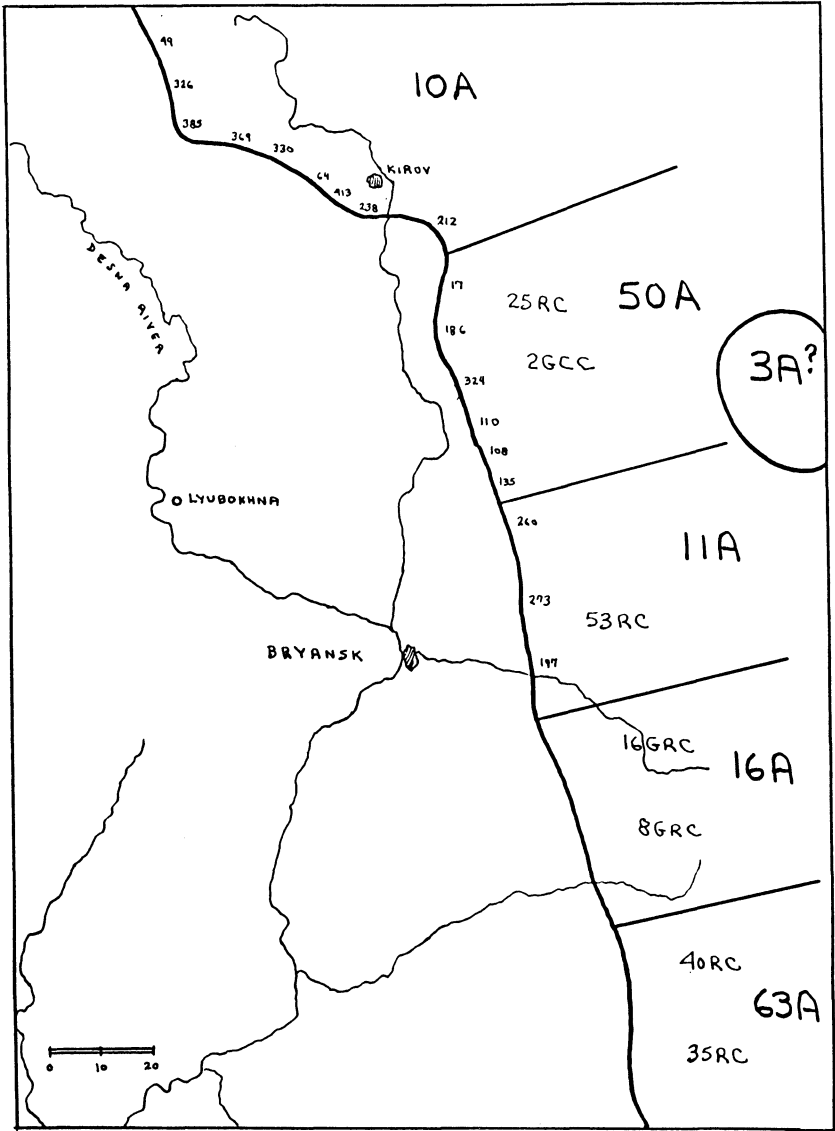 49
10A
326
385
369
330
KIROV
64
413
238
212
DESNA RIVER
17
25RC
50A
186
2GCC
3A?
324
110
108
135
LYUBOKHNA
260
11A
273
53RC
BRYANSK
197
16GRC
16A
8GRC
40RC
63A
35RC
0 10 20